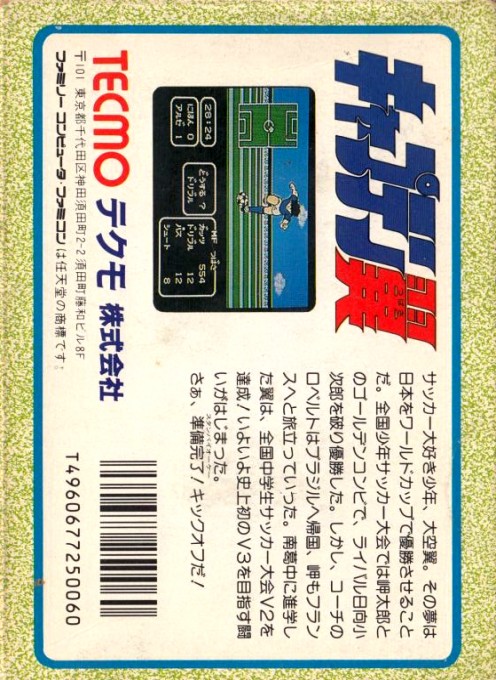 キャプテン翼
つばさ
28:24
にほん 0
アルゼ 1
どうする?
ドリブル
MF つばさ
ガッツ 554
ドリブル 12
パス 12
シュート 8
サッカー大好き少年、大空翼。その夢は
日本をワールドカップで優勝させること
だ。全国少年サッカー大会では岬太郎と
のゴールデンコンビで、ライバル日向小
次郎を破り優勝した。しかし、コーチの
ロベルトはブラジルへ帰国、岬もフラン
スへと旅立っていった。南葛中に進学し
た翼は、全国中学生サッカー大会V2を
達成!いよいよ史上初のV3を目指す闘
いがはじまった。
さぁ、準備完了!キックオフだ!
スタンバイオーケー
TECMO テクモ 株式会社
〒101 東京都千代田区神田須田町2-2 須田町藤和ビル8F
ファミリーコンピュータ・ファミコンは任天堂の商標です。
T4960677250060